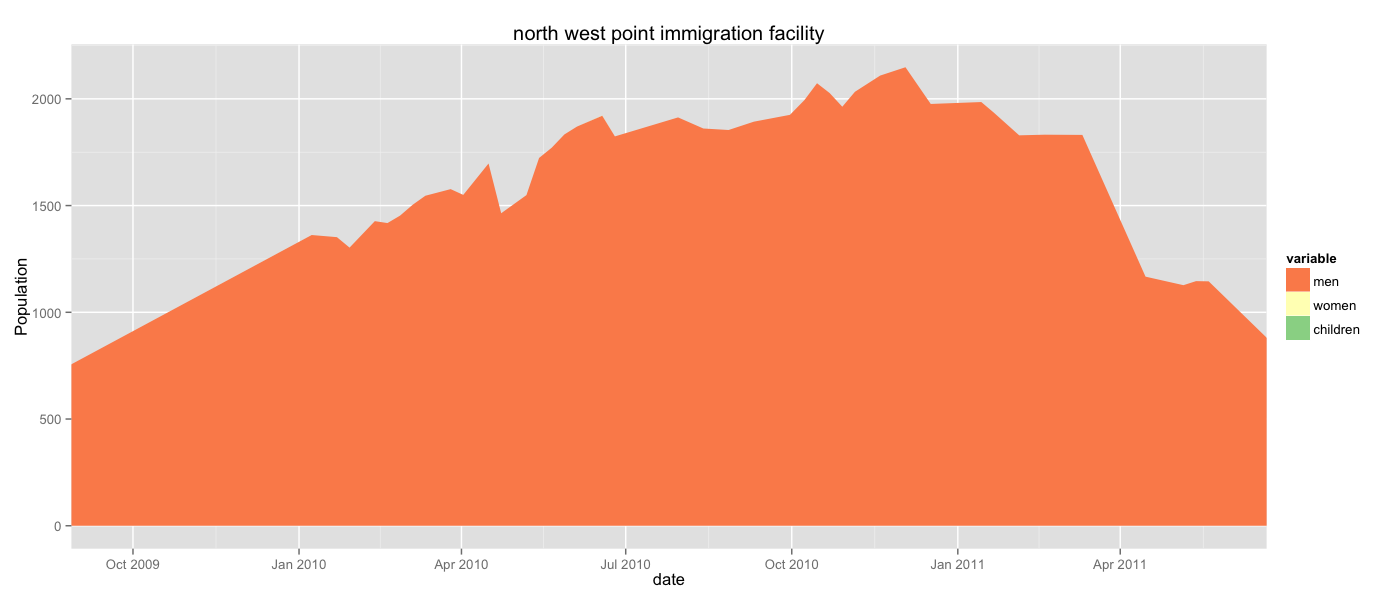 north west point immigration facility
Population
2000
1500
1000
500
0
Oct 2009
Jan 2010
Apr 2010
Jul 2010
Oct 2010
Jan 2011
Apr 2011
date
variable
men
women
children